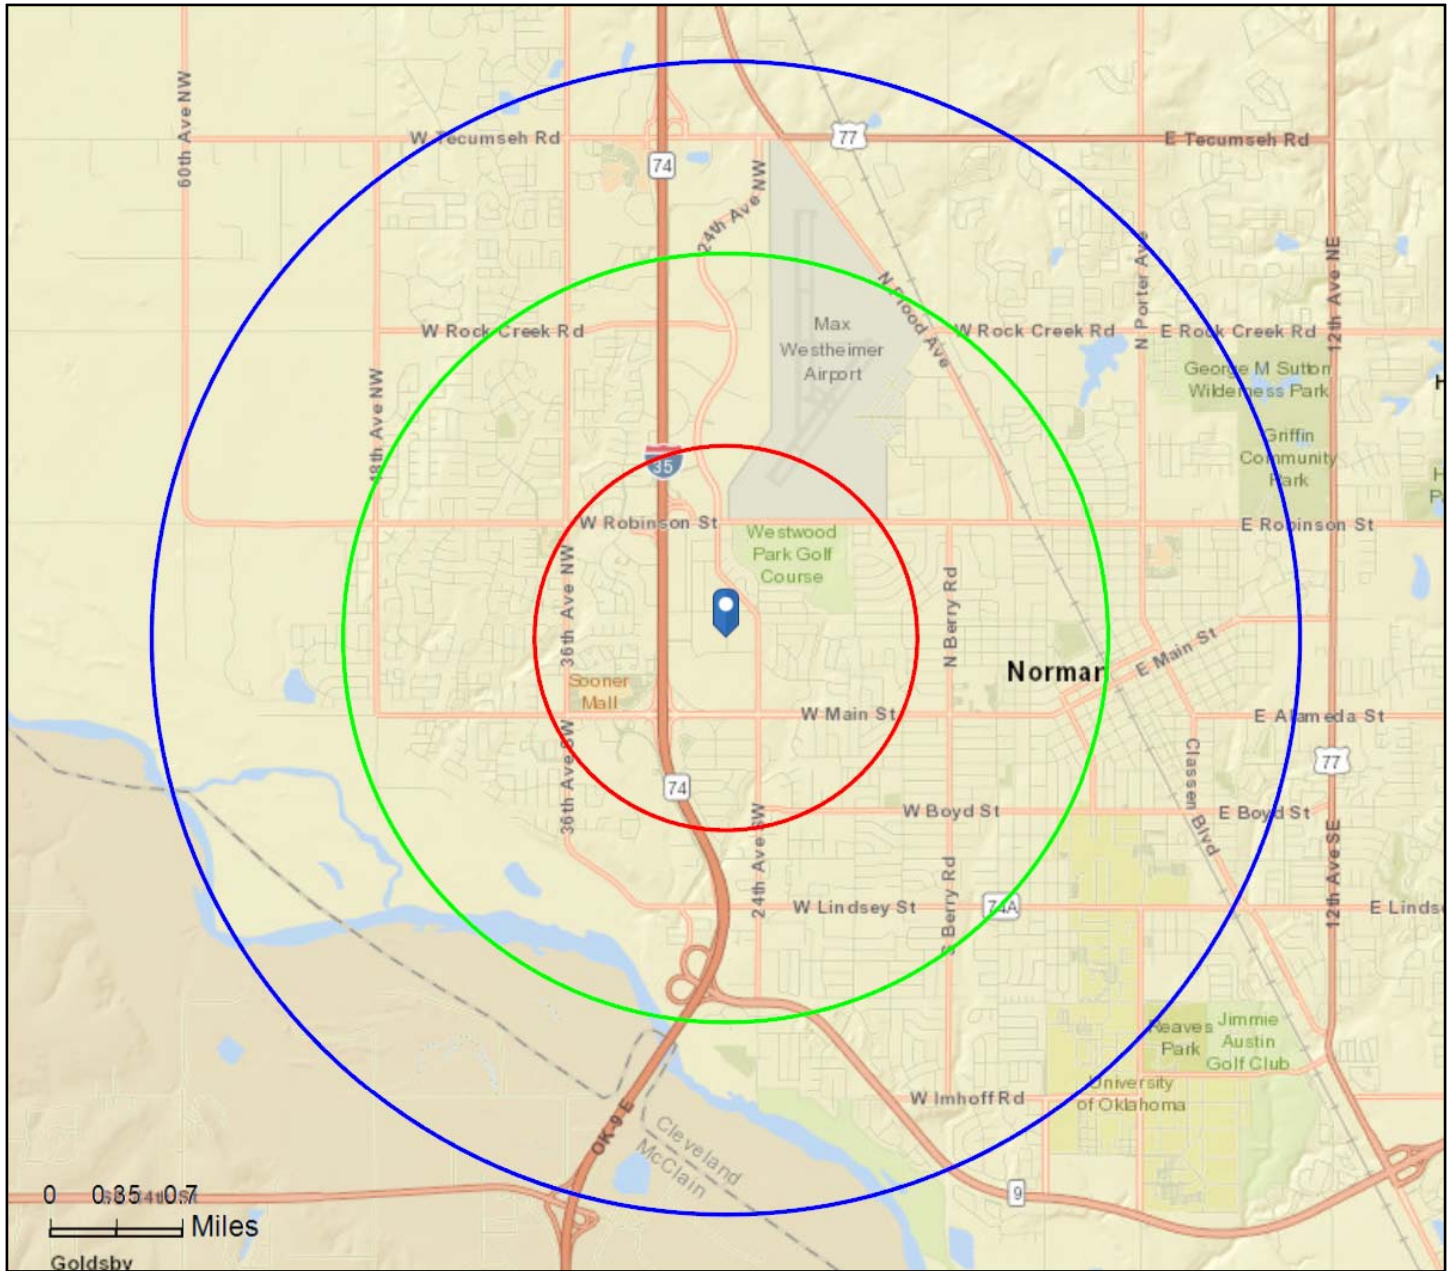 60th Ave NW
W Tecumseh Rd
77
E Tecumseh Rd
74
24th Ave NW
N Flood Ave
N Porter Ave
12th Ave NE
W Rock Creek Rd
Max
Westheimer
Airport
W Rock Creek Rd
E Rock Creek Rd
George M Sutton
Wilderness Park
48th Ave NW
H
Griffin
Community
Park
H
P
35
W Robinson St
E Robinson St
Westwood
Park Golf
Course
36th Ave NW
N Berry Rd
E Main St
Norman
Sooner
Mall
W Main St
E Alameda St
36th Ave SW
Classen Blvd
77
74
W Boyd St
E Boyd St
24th Ave SW
S Berry Rd
12th Ave SE
W Lindsey St
74A
E Lindse
Reaves
Park
Jimmie
Austin
Golf Club
University
of Oklahoma
W Imhoff Rd
OK-9 E
Cleveland
McClain
9
0 0.35 0.7
Miles
Goldsby